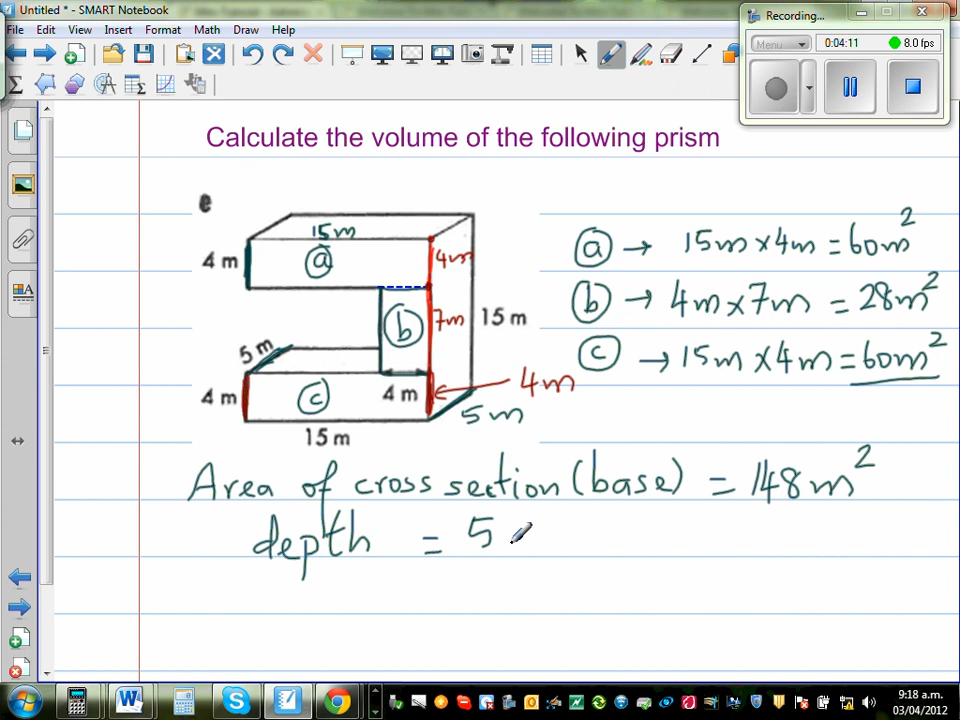 Untitled * - SMART Notebook
File Edit View Insert Format Math Draw Help
Recording...
Menu 0:04:11 8.0 fps
Calculate the volume of the following prism
e
15m
4 m
a
4m
b
7m
15 m
5 m
4 m
c
4 m
4m
5m
15 m
a → 15m x 4m = 60m²
b → 4m x 7m = 28m²
c → 15m x 4m = 60m²
Area of cross section (base) = 148m²
depth = 5
9:18 a.m.
03/04/2012